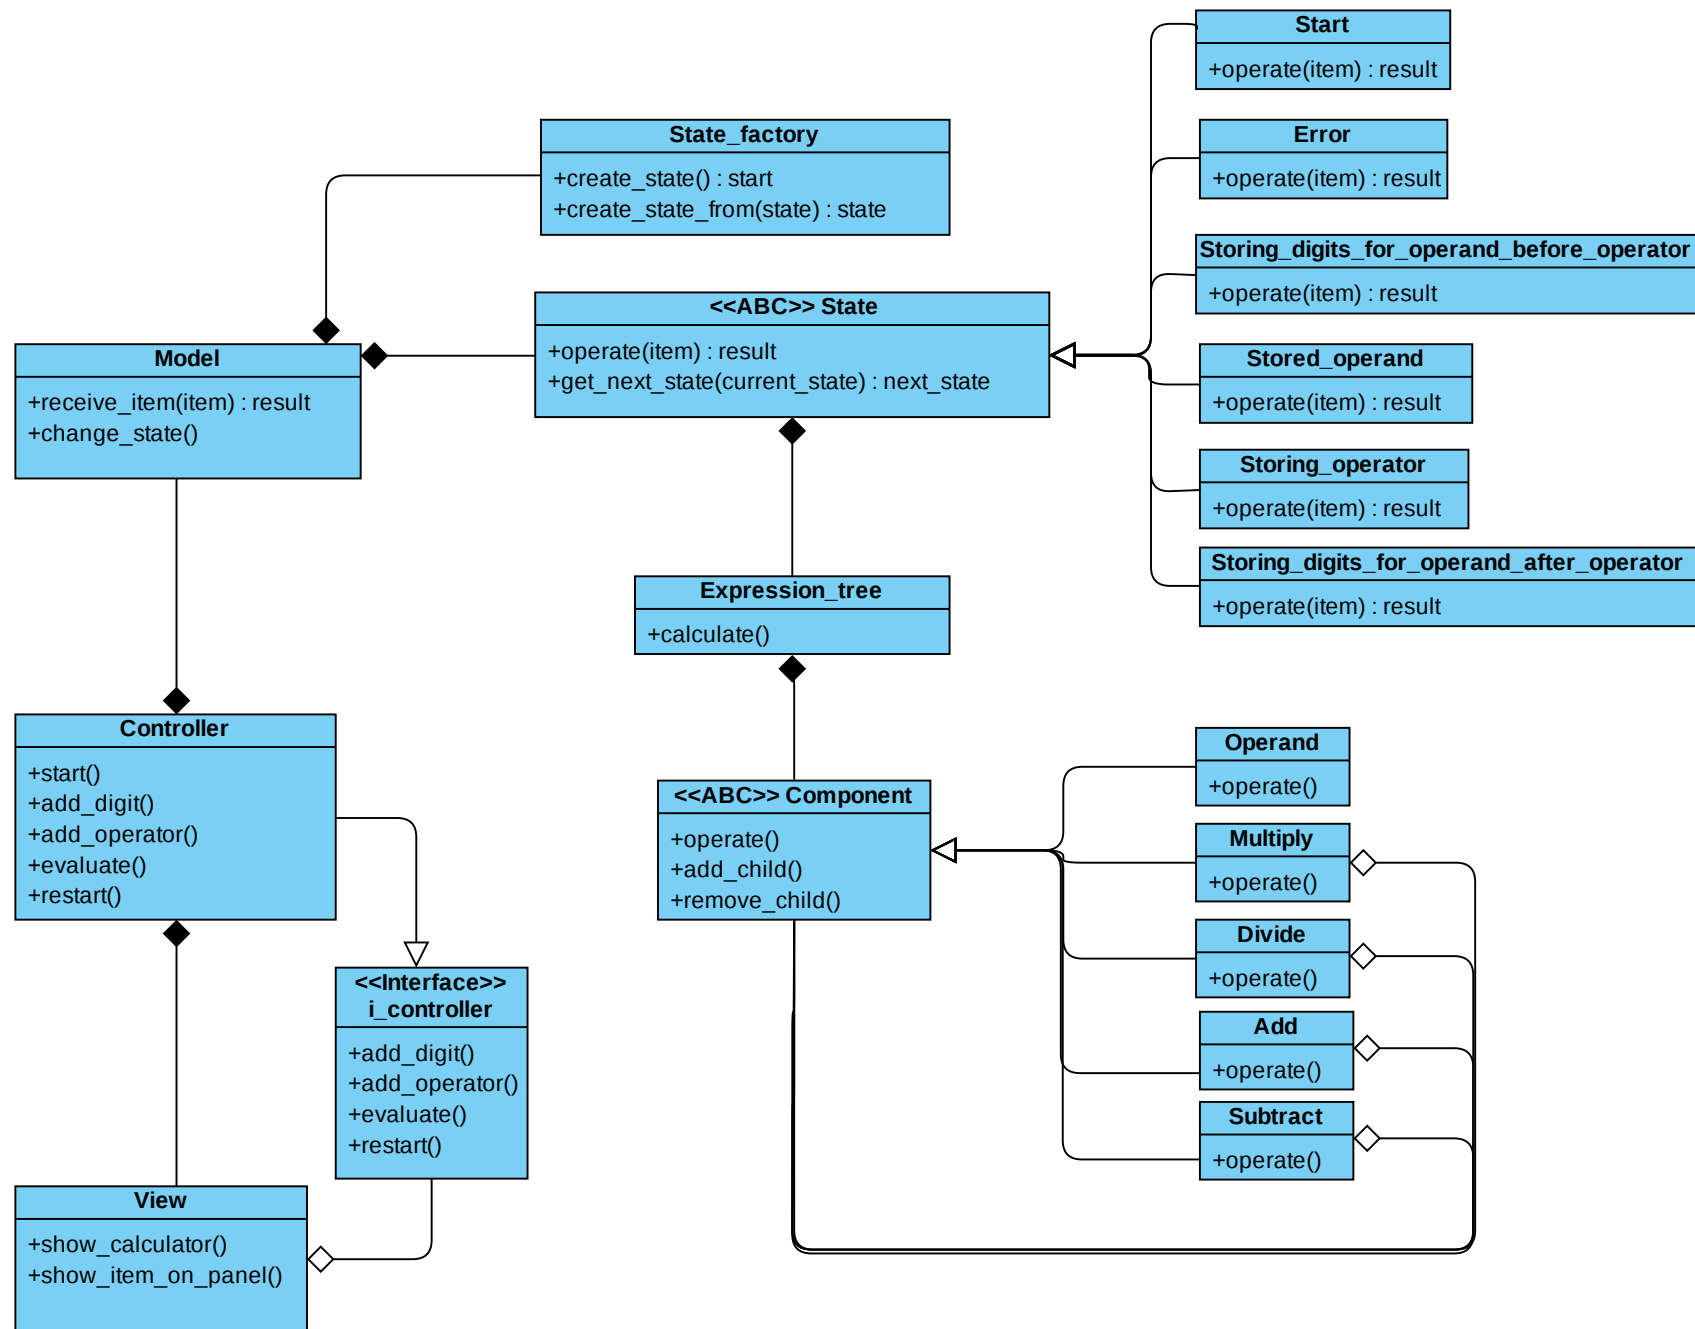 Start
+operate(item) : result
State_factory
+create_state() : start
+create_state_from(state) : state
Error
+operate(item) : result
Storing_digits_for_operand_before_operator
+operate(item) : result
<<ABC>> State
+operate(item) : result
+get_next_state(current_state) : next_state
Model
+receive_item(item) : result
+change_state()
Stored_operand
+operate(item) : result
Storing_operator
+operate(item) : result
Storing_digits_for_operand_after_operator
+operate(item) : result
Expression_tree
+calculate()
Controller
+start()
+add_digit()
+add_operator()
+evaluate()
+restart()
<<ABC>> Component
+operate()
+add_child()
+remove_child()
Operand
+operate()
Multiply
+operate()
Divide
+operate()
Add
+operate()
Subtract
+operate()
<<Interface>>
i_controller
+add_digit()
+add_operator()
+evaluate()
+restart()
View
+show_calculator()
+show_item_on_panel()